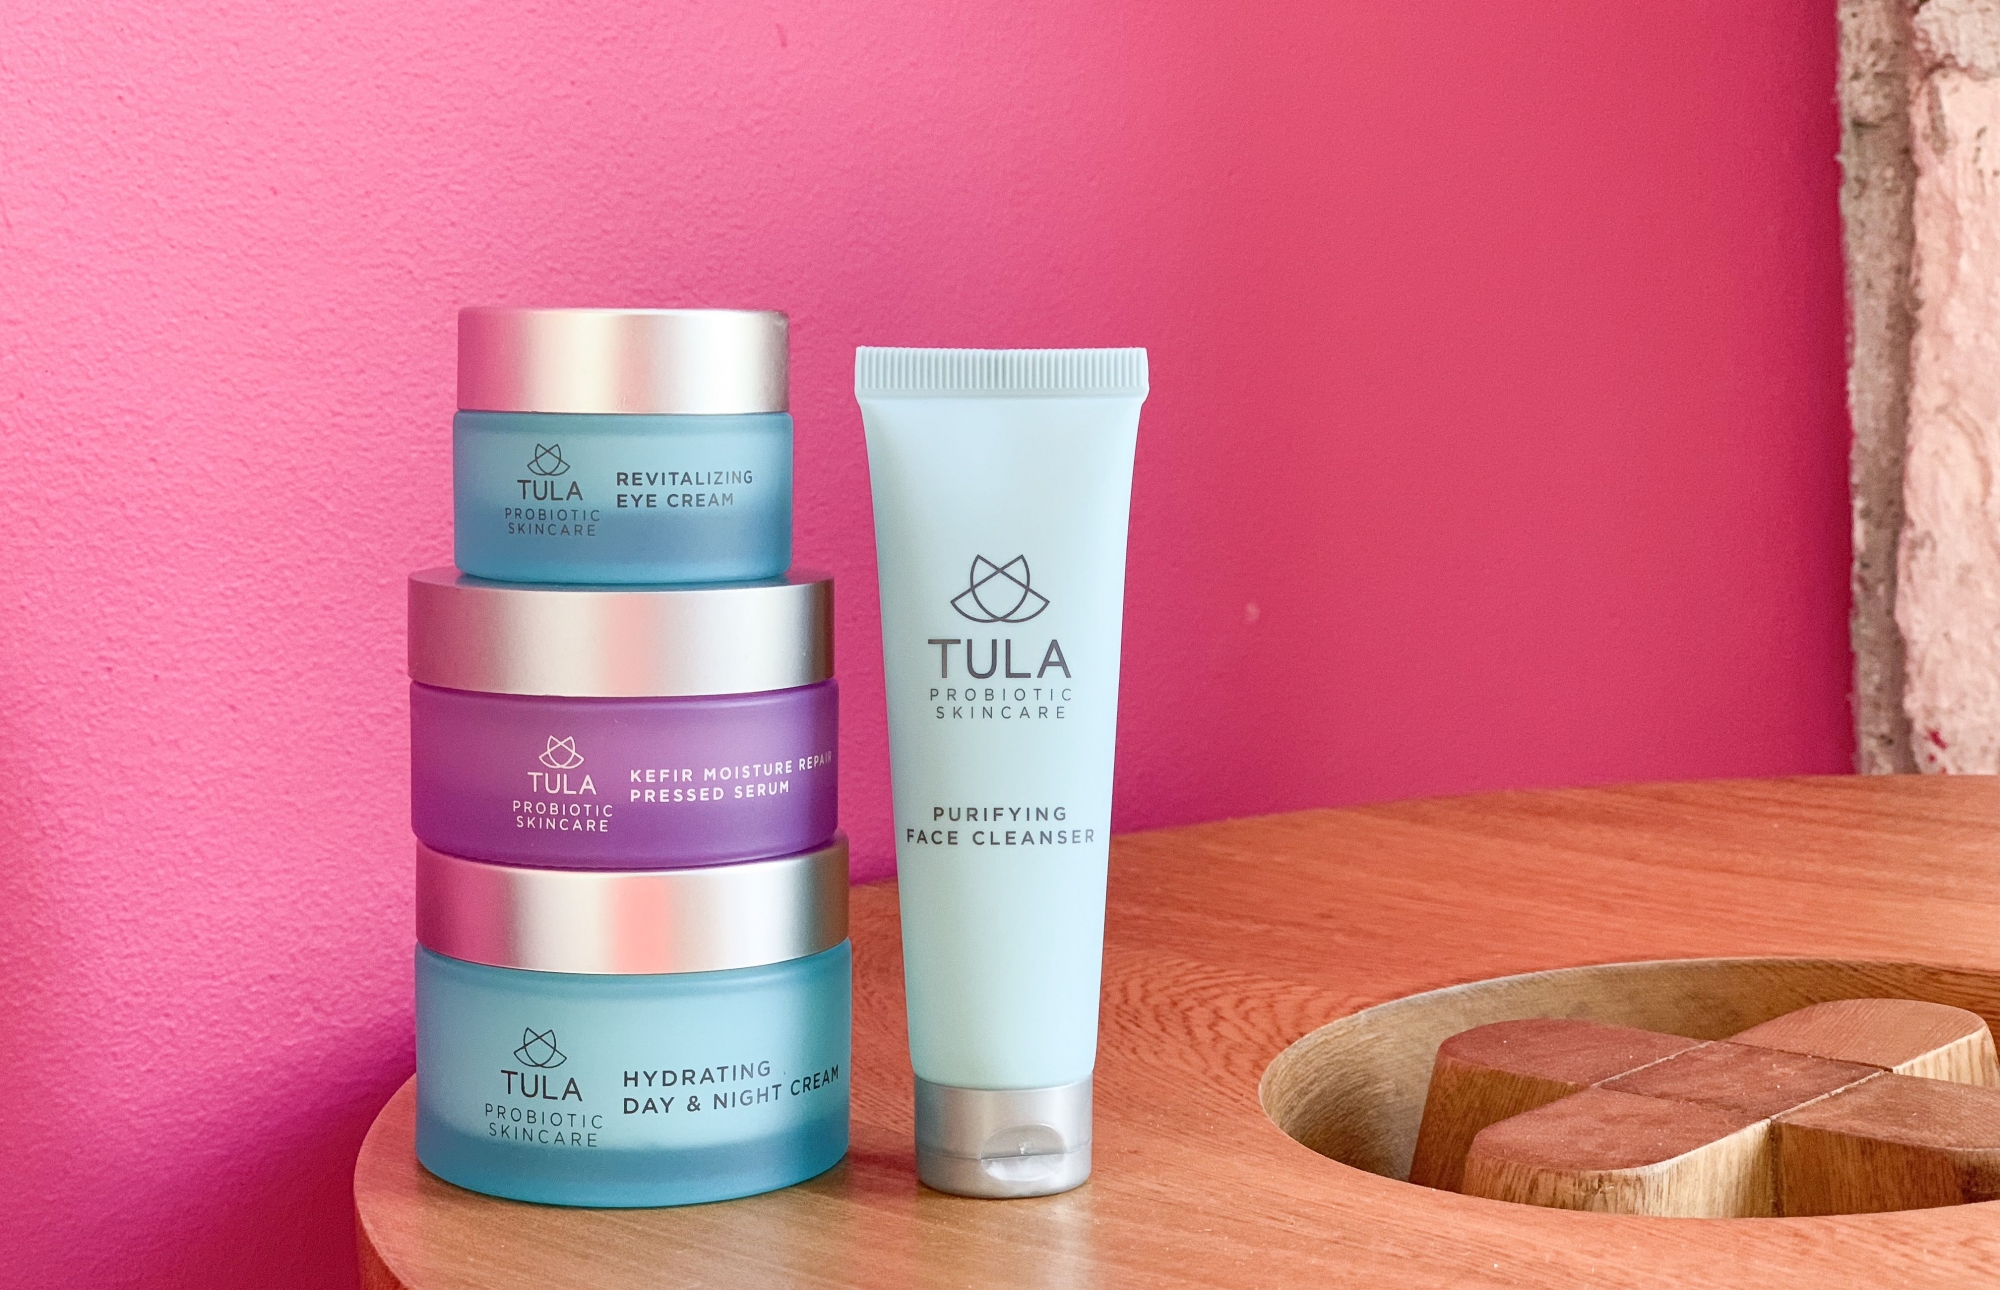 TULA
PROBIOTIC
SKINCARE
REVITALIZING
EYE CREAM
TULA
PROBIOTIC
SKINCARE
KEFIR MOISTURE REPAIR
PRESSED SERUM
TULA
PROBIOTIC
SKINCARE
HYDRATING
DAY & NIGHT CREAM
TULA
PROBIOTIC
SKINCARE
PURIFYING
FACE CLEANSER